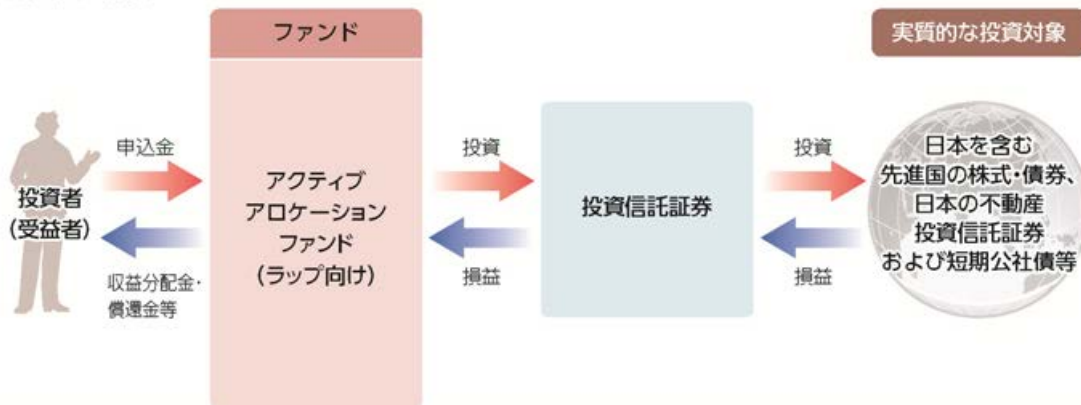 ファンド
実質的な投資対象
投資者
(受益者)
申込金
収益分配金・
償還金等
アクティブ
アロケーション
ファンド
(ラップ向け)
投資
損益
投資信託証券
投資
損益
日本を含む
先進国の株式・債券、
日本の不動産
投資信託証券
および短期公社債等